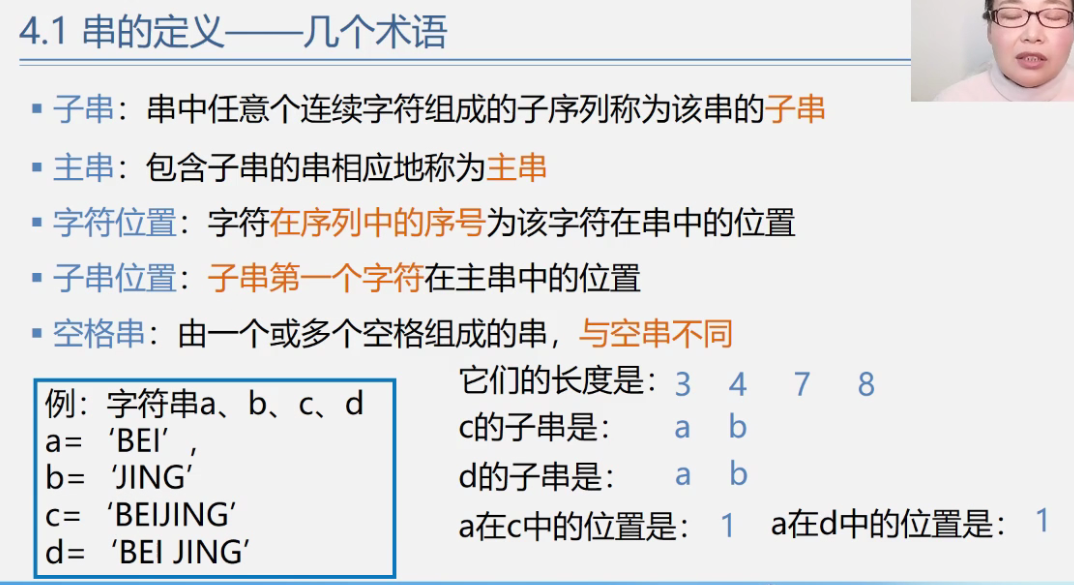 4.1 串的定义——几个术语
子串：串中任意个连续字符组成的子序列称为该串的子串
主串：包含子串的串相应地称为主串
字符位置：字符在序列中的序号为该字符在串中的位置
子串位置：子串第一个字符在主串中的位置
空格串：由一个或多个空格组成的串，与空串不同
例：字符串a、b、c、d
a= ‘BEI’，
b= ‘JING’
c= ‘BEIJING’
d= ‘BEI JING’
它们的长度是：3 4 7 8
c的子串是： a b
d的子串是： a b
a在c中的位置是： 1 a在d中的位置是： 1